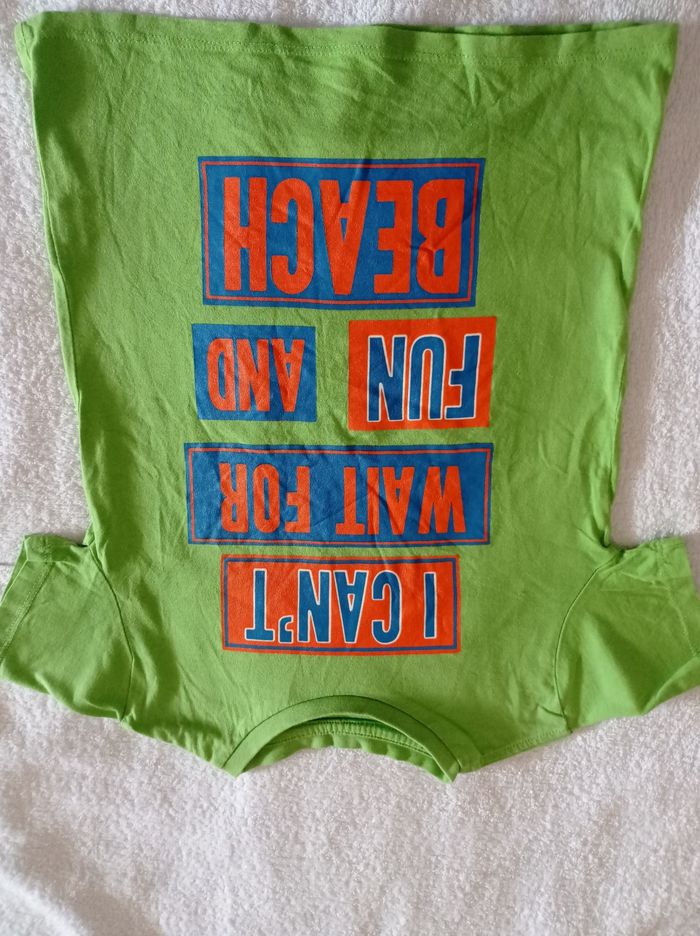 I CAN'T
WAIT FOR
FUN AND
BEACH